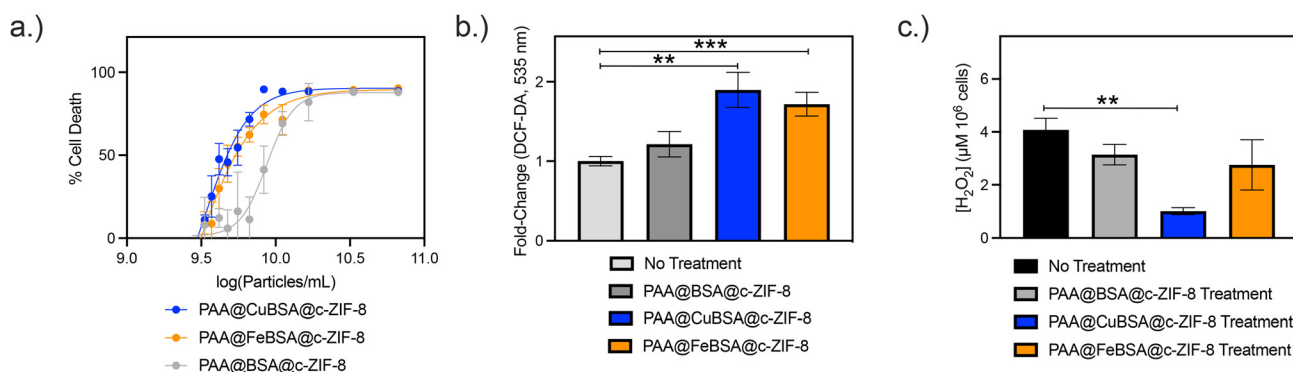 a.)
% Cell Death
100
50
0
9.0 9.5 10.0 10.5 11.0
log(Particles/mL)
PAA@CuBSA@c-ZIF-8
PAA@FeBSA@c-ZIF-8
PAA@BSA@c-ZIF-8
b.)
Fold-Change (DCF-DA, 535 nm)
2
1
0
***
**
No Treatment
PAA@BSA@c-ZIF-8
PAA@CuBSA@c-ZIF-8
PAA@FeBSA@c-ZIF-8
c.)
[H₂O₂] (µM 10⁶ cells)
6
4
2
0
**
No Treatment
PAA@BSA@c-ZIF-8 Treatment
PAA@CuBSA@c-ZIF-8 Treatment
PAA@FeBSA@c-ZIF-8 Treatment